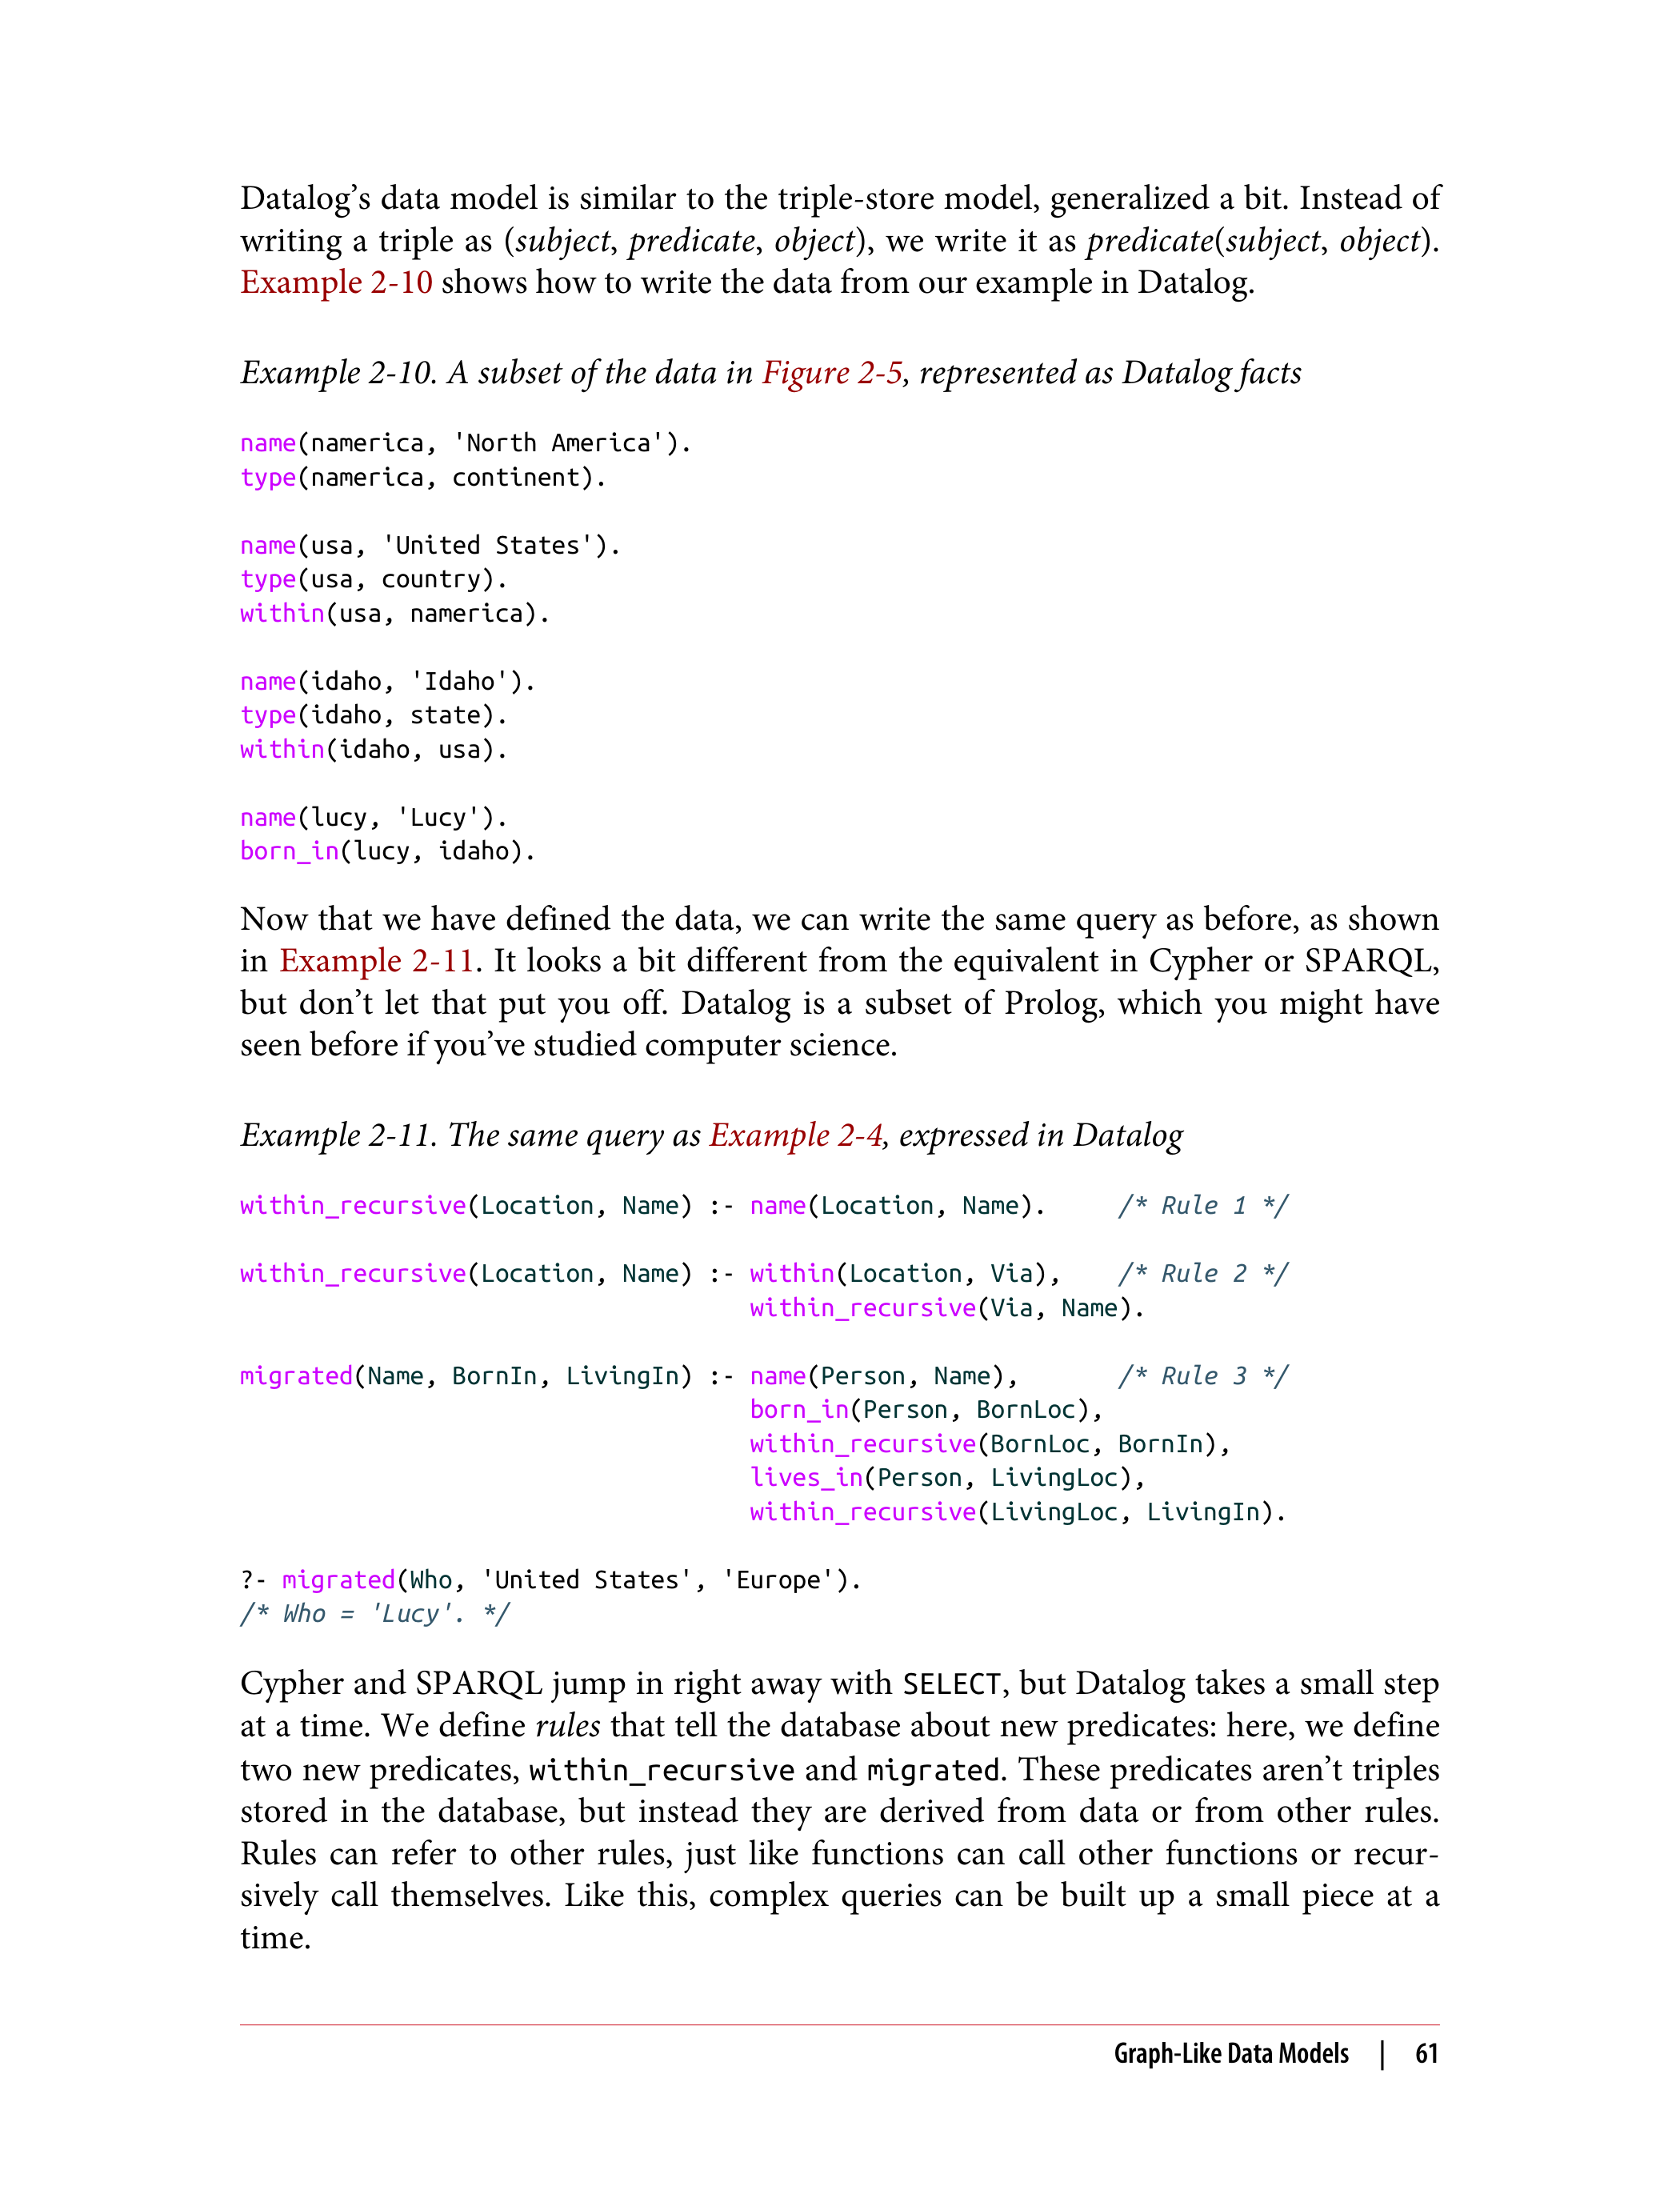 Datalog’s data model is similar to the triple-store model, generalized a bit. Instead of
writing a triple as (subject, predicate, object), we write it as predicate(subject, object).
Example 2-10 shows how to write the data from our example in Datalog.
Example 2-10. A subset of the data in Figure 2-5, represented as Datalog facts
name(namerica, 'North America').
type(namerica, continent).
name(usa, 'United States').
type(usa, country).
within(usa, namerica).
name(idaho, 'Idaho').
type(idaho, state).
within(idaho, usa).
name(lucy, 'Lucy').
born_in(lucy, idaho).
Now that we have defined the data, we can write the same query as before, as shown
in Example 2-11. It looks a bit different from the equivalent in Cypher or SPARQL,
but don’t let that put you off. Datalog is a subset of Prolog, which you might have
seen before if you’ve studied computer science.
Example 2-11. The same query as Example 2-4, expressed in Datalog
within_recursive(Location, Name) :- name(Location, Name).     /* Rule 1 */
within_recursive(Location, Name) :- within(Location, Via),    /* Rule 2 */
within_recursive(Via, Name).
migrated(Name, BornIn, LivingIn) :- name(Person, Name),       /* Rule 3 */
born_in(Person, BornLoc),
within_recursive(BornLoc, BornIn),
lives_in(Person, LivingLoc),
within_recursive(LivingLoc, LivingIn).
?- migrated(Who, 'United States', 'Europe').
/* Who = 'Lucy'. */
Cypher and SPARQL jump in right away with SELECT, but Datalog takes a small step
at a time. We define rules that tell the database about new predicates: here, we define
two new predicates, within_recursive and migrated. These predicates aren’t triples
stored in the database, but instead they are derived from data or from other rules.
Rules can refer to other rules, just like functions can call other functions or recur-
sively call themselves. Like this, complex queries can be built up a small piece at a
time.
Graph-Like Data Models | 61